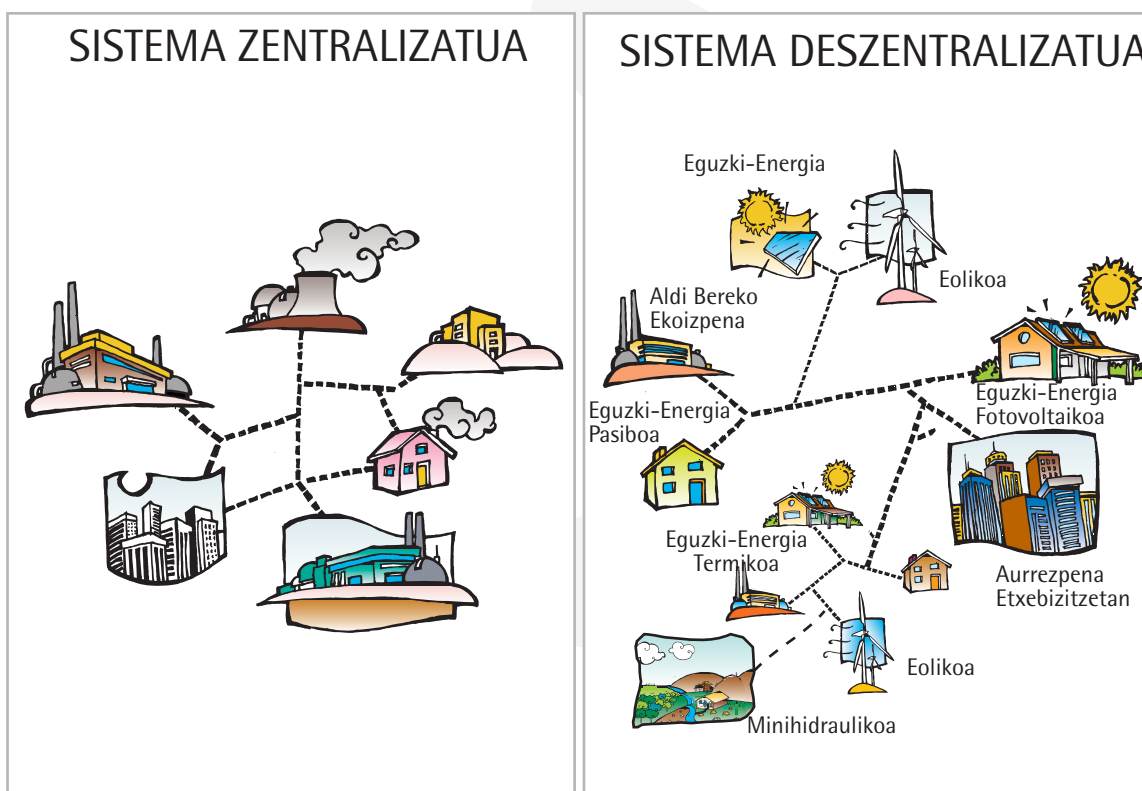 SISTEMA ZENTRALIZATUA
SISTEMA DESZENTRALIZATUA
Eguzki-Energia
Eolikoa
Aldi Bereko
Ekoizpena
Eguzki-Energia
Fotovoltaikoa
Eguzki-Energia
Pasiboa
Eguzki-Energia
Termikoa
Aurrezpena
Etxebizitzetan
Eolikoa
Minihidraulikoa